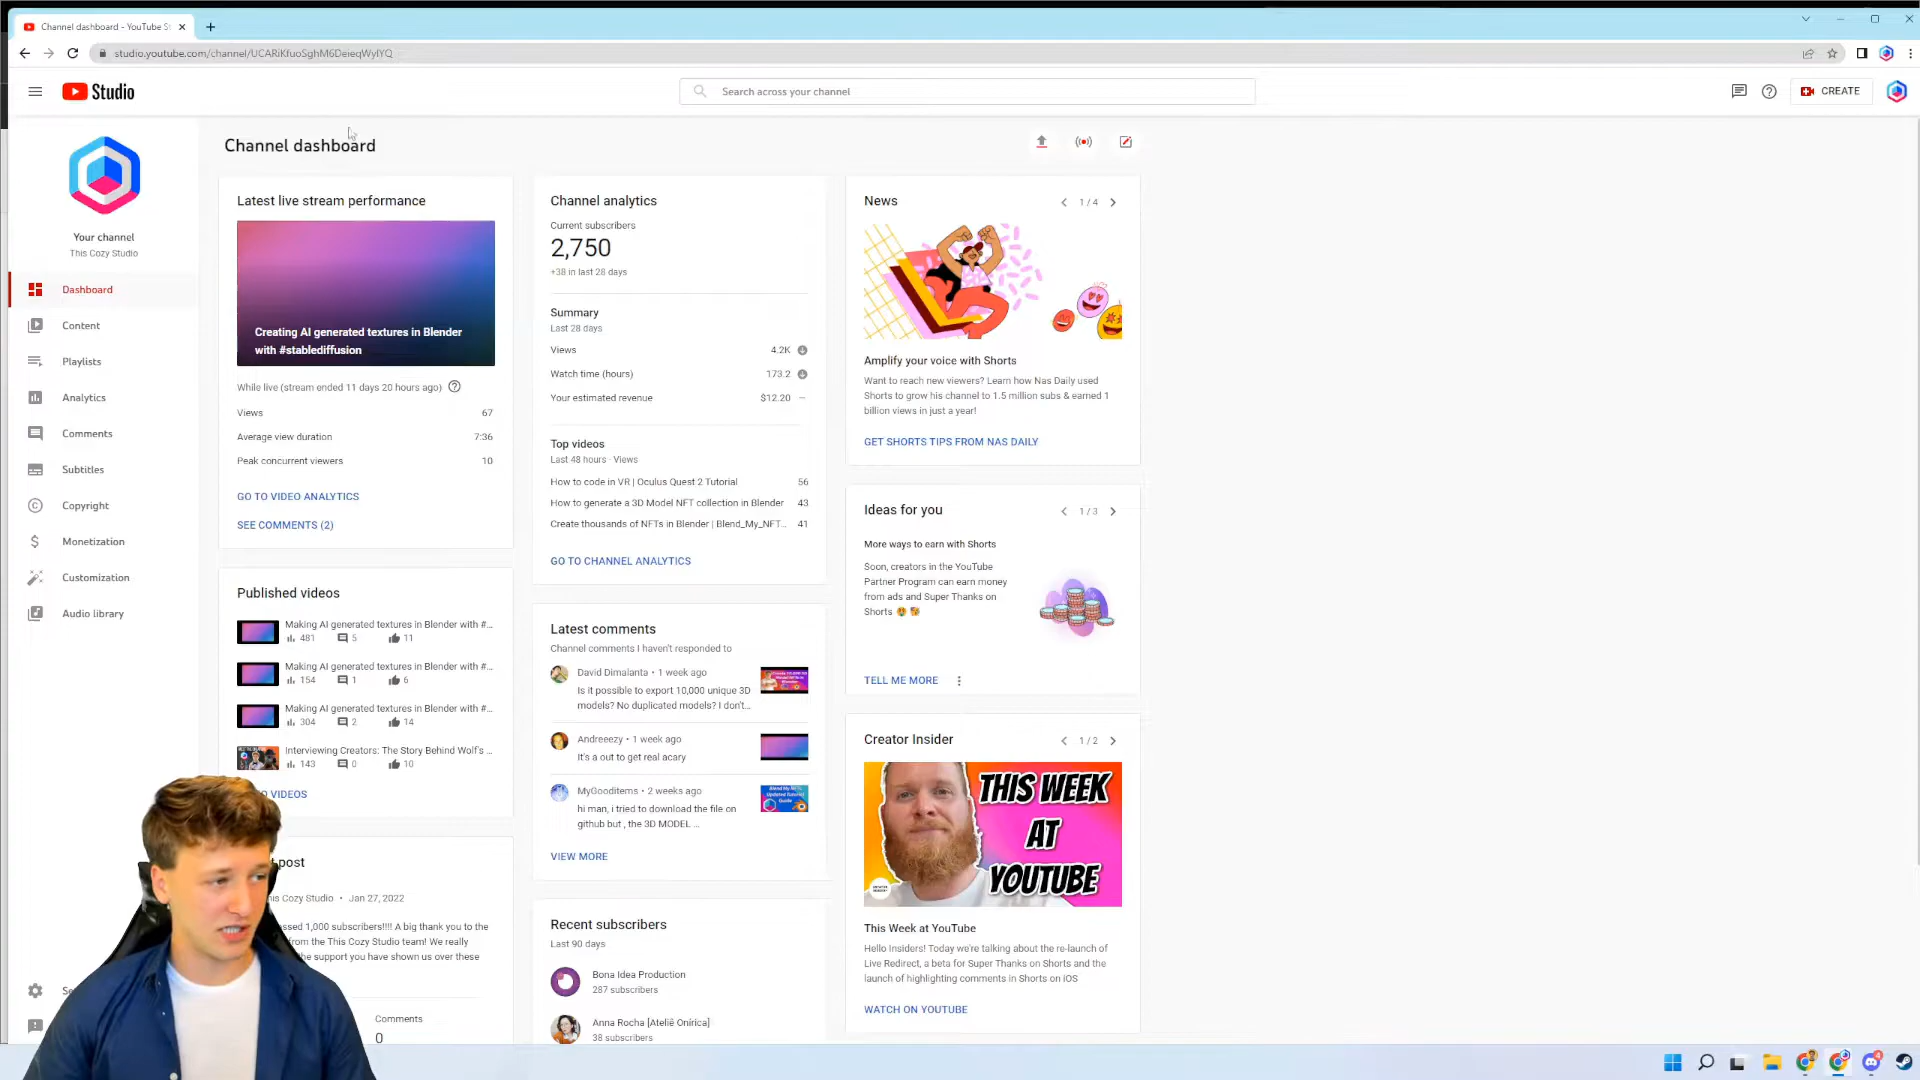 Channel dashboard - YouTube St
studio.youtube.com/channel/UCARiKfuoSghM6DeieqWylYQ
Studio
Search across your channel
CREATE
Your channel
This Cozy Studio
Dashboard
Content
Playlists
Analytics
Comments
Subtitles
Copyright
Monetization
Customization
Audio library
Channel dashboard
Latest live stream performance
Creating AI generated textures in Blender
with #stablediffusion
While live (stream ended 11 days 20 hours ago)
Views 67
Average view duration 7:36
Peak concurrent viewers 10
GO TO VIDEO ANALYTICS
SEE COMMENTS (2)
Published videos
Making AI generated textures in Blender with #...
481 5 11
Making AI generated textures in Blender with #...
154 1 6
Making AI generated textures in Blender with #...
304 2 14
Interviewing Creators: The Story Behind Wolf's ...
143 0 10
VIDEOS
post
This Cozy Studio • Jan 27, 2022
1,000 subscribers!!!! A big thank you to the
from the This Cozy Studio team! We really
the support you have shown us over these
Comments
0
Channel analytics
Current subscribers
2,750
+38 in last 28 days
Summary
Last 28 days
Views 4.2K
Watch time (hours) 173.2
Your estimated revenue $12.20 —
Top videos
Last 48 hours · Views
How to code in VR | Oculus Quest 2 Tutorial 56
How to generate a 3D Model NFT collection in Blender 43
Create thousands of NFTs in Blender | Blend_My_NFT... 41
GO TO CHANNEL ANALYTICS
Latest comments
Channel comments I haven't responded to
David Dimalanta • 1 week ago
Is it possible to export 10,000 unique 3D
models? No duplicated models? I don't...
Andreeezy • 1 week ago
It's a out to get real acary
MyGooditems • 2 weeks ago
hi man, i tried to download the file on
github but , the 3D MODEL ...
VIEW MORE
Recent subscribers
Last 90 days
Bona Idea Production
287 subscribers
Anna Rocha [Ateliê Onírica]
38 subscribers
News
1 / 4
Amplify your voice with Shorts
Want to reach new viewers? Learn how Nas Daily used
Shorts to grow his channel to 1.5 million subs & earned 1
billion views in just a year!
GET SHORTS TIPS FROM NAS DAILY
Ideas for you
1 / 3
More ways to earn with Shorts
Soon, creators in the YouTube
Partner Program can earn money
from ads and Super Thanks on
Shorts
TELL ME MORE
Creator Insider
1 / 2
THIS WEEK
AT
YOUTUBE
This Week at YouTube
Hello Insiders! Today we're talking about the re-launch of
Live Redirect, a beta for Super Thanks on Shorts and the
launch of highlighting comments in Shorts on iOS
WATCH ON YOUTUBE